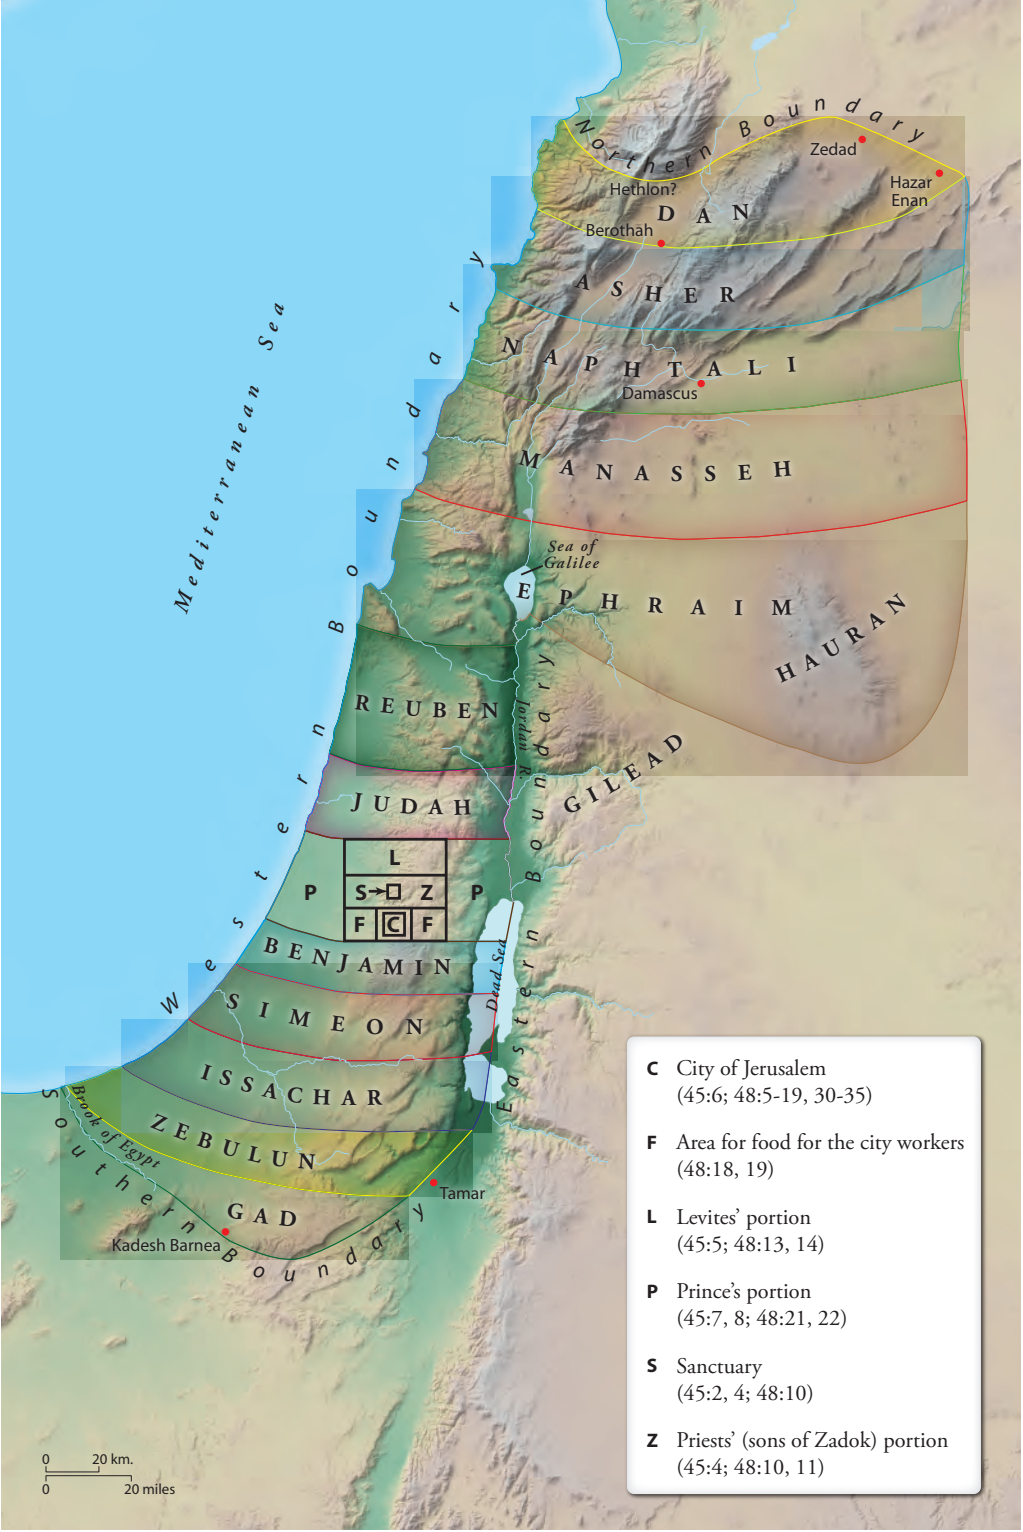 Northern Boundary
Zedad
Hazar
Enan
Hethlon?
DAN
Berothah
ASHER
NAPHTALI
Damascus
MANASSEH
Mediterranean Sea
Western Boundary
Sea of
Galilee
EPHRAIM
HAURAN
REUBEN
Jordan R.
Eastern Boundary
GILEAD
JUDAH
L
P
S
Z
P
F
C
F
BENJAMIN
Dead Sea
SIMEON
ISSACHAR
ZEBULUN
Brook of Egypt
Southern Boundary
Tamar
GAD
Kadesh Barnea
C City of Jerusalem
(45:6; 48:5-19, 30-35)
F Area for food for the city workers
(48:18, 19)
L Levites’ portion
(45:5; 48:13, 14)
P Prince’s portion
(45:7, 8; 48:21, 22)
S Sanctuary
(45:2, 4; 48:10)
Z Priests’ (sons of Zadok) portion
(45:4; 48:10, 11)
0 20 km.
0 20 miles